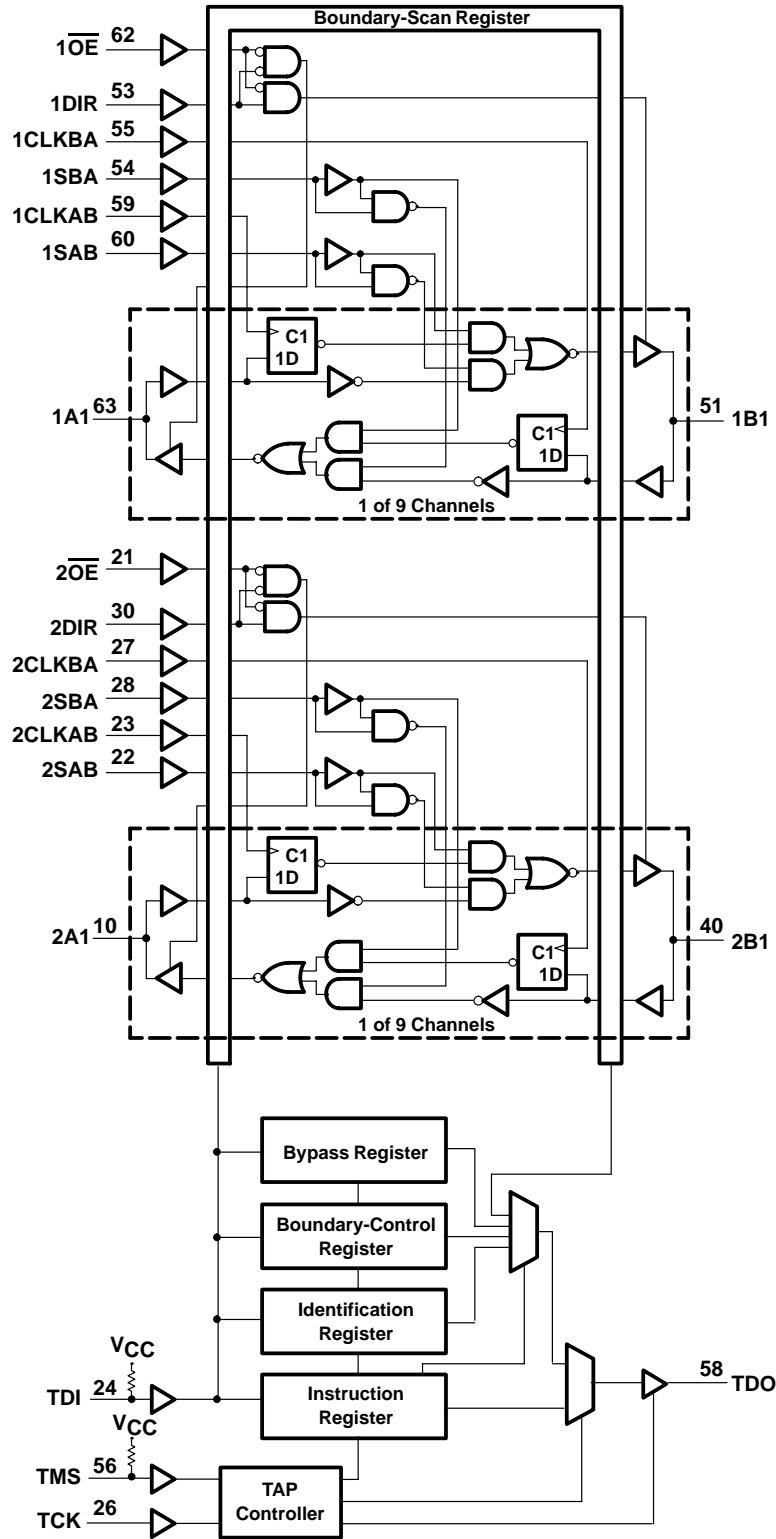 Boundary-Scan Register
1OE 62
1DIR 53
1CLKBA 55
1SBA 54
1CLKAB 59
1SAB 60
C1
1D
1A1 63
51 1B1
C1
1D
1 of 9 Channels
2OE 21
2DIR 30
2CLKBA 27
2SBA 28
2CLKAB 23
2SAB 22
C1
1D
2A1 10
40 2B1
C1
1D
1 of 9 Channels
Bypass Register
Boundary-Control
Register
Identification
Register
VCC
TDI 24
Instruction
Register
58 TDO
VCC
TMS 56
TAP
Controller
TCK 26